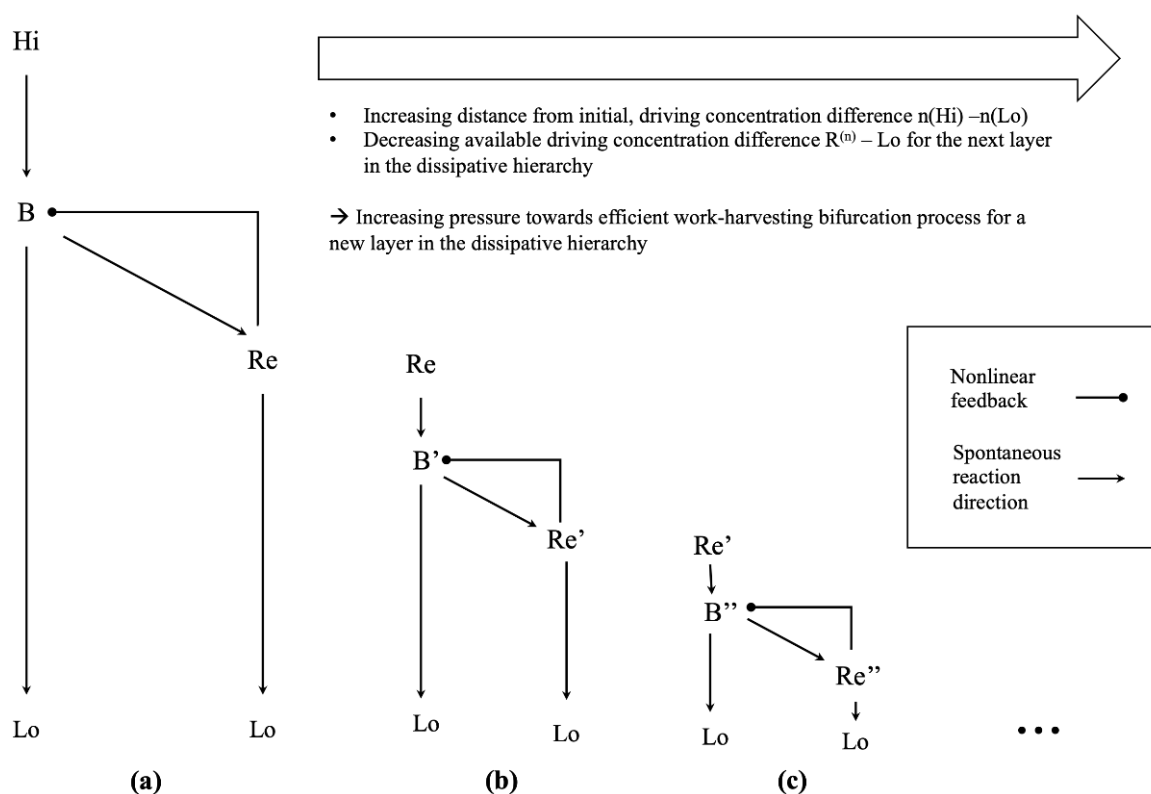 Hi
• Increasing distance from initial, driving concentration difference n(Hi) –n(Lo)
• Decreasing available driving concentration difference R⁽ⁿ⁾ – Lo for the next layer
in the dissipative hierarchy
→ Increasing pressure towards efficient work-harvesting bifurcation process for a
new layer in the dissipative hierarchy
B
Re
Lo
Lo
(a)
Re
B’
Re’
Lo
Lo
(b)
Re’
B’’
Re’’
Lo
Lo
(c)
Nonlinear
feedback
Spontaneous
reaction
direction
•••